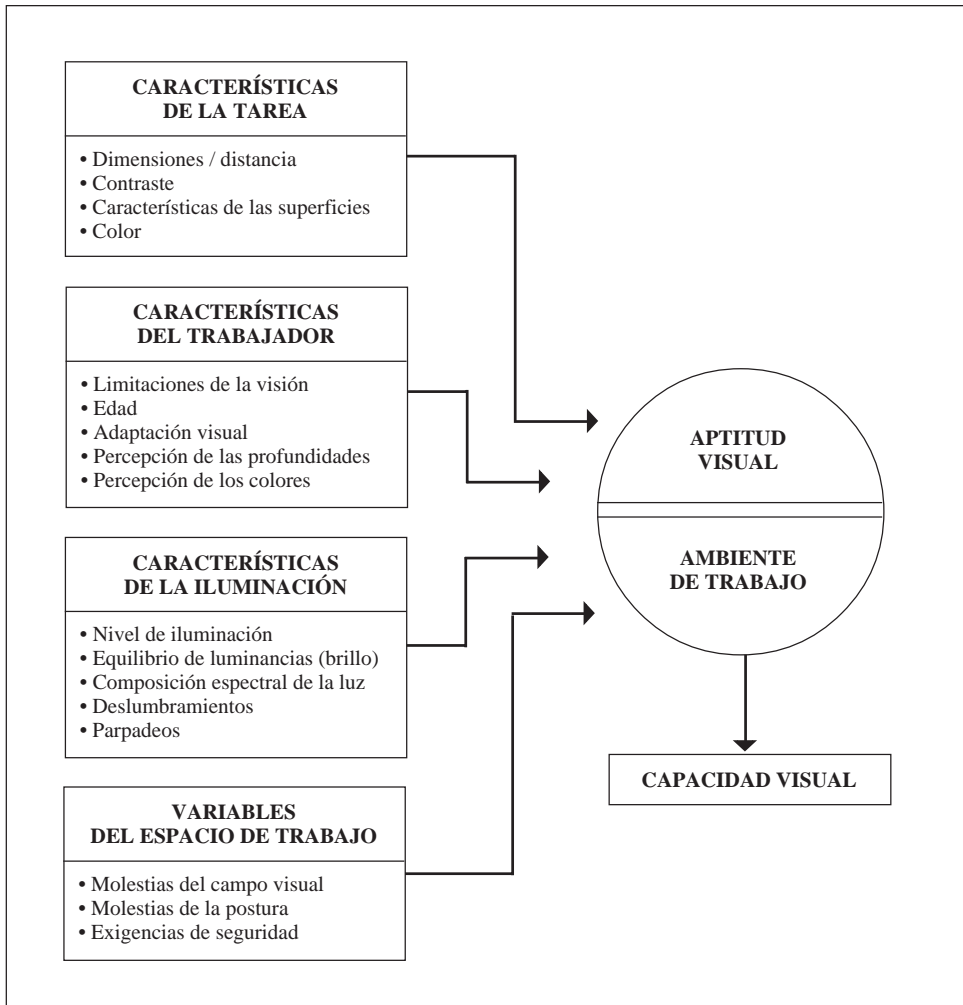 CARACTERÍSTICAS
DE LA TAREA
• Dimensiones / distancia
• Contraste
• Características de las superficies
• Color
CARACTERÍSTICAS
DEL TRABAJADOR
• Limitaciones de la visión
• Edad
• Adaptación visual
• Percepción de las profundidades
• Percepción de los colores
CARACTERÍSTICAS
DE LA ILUMINACIÓN
• Nivel de iluminación
• Equilibrio de luminancias (brillo)
• Composición espectral de la luz
• Deslumbramientos
• Parpadeos
VARIABLES
DEL ESPACIO DE TRABAJO
• Molestias del campo visual
• Molestias de la postura
• Exigencias de seguridad
APTITUD
VISUAL
AMBIENTE
DE TRABAJO
CAPACIDAD VISUAL